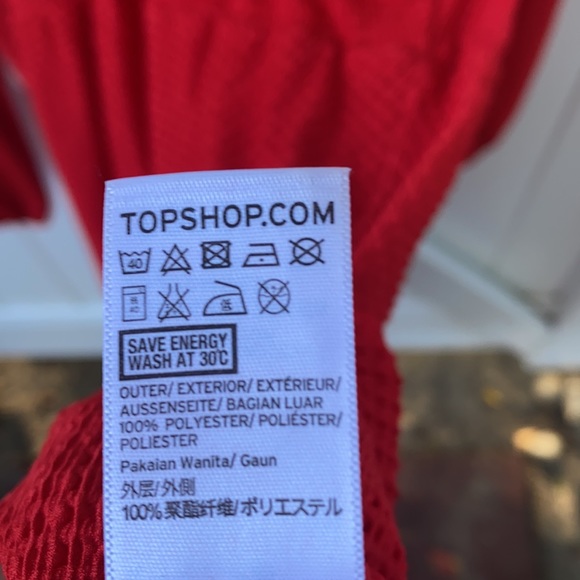 TOPSHOP.COM
40
SAVE ENERGY
WASH AT 30°C
OUTER/ EXTERIOR/ EXTÉRIEUR/
AUSSENSEITE/ BAGIAN LUAR
100% POLYESTER/ POLIÉSTER/
POLIESTER
Pakaian Wanita/ Gaun
外层/外側
100%聚酯纤维/ポリエステル